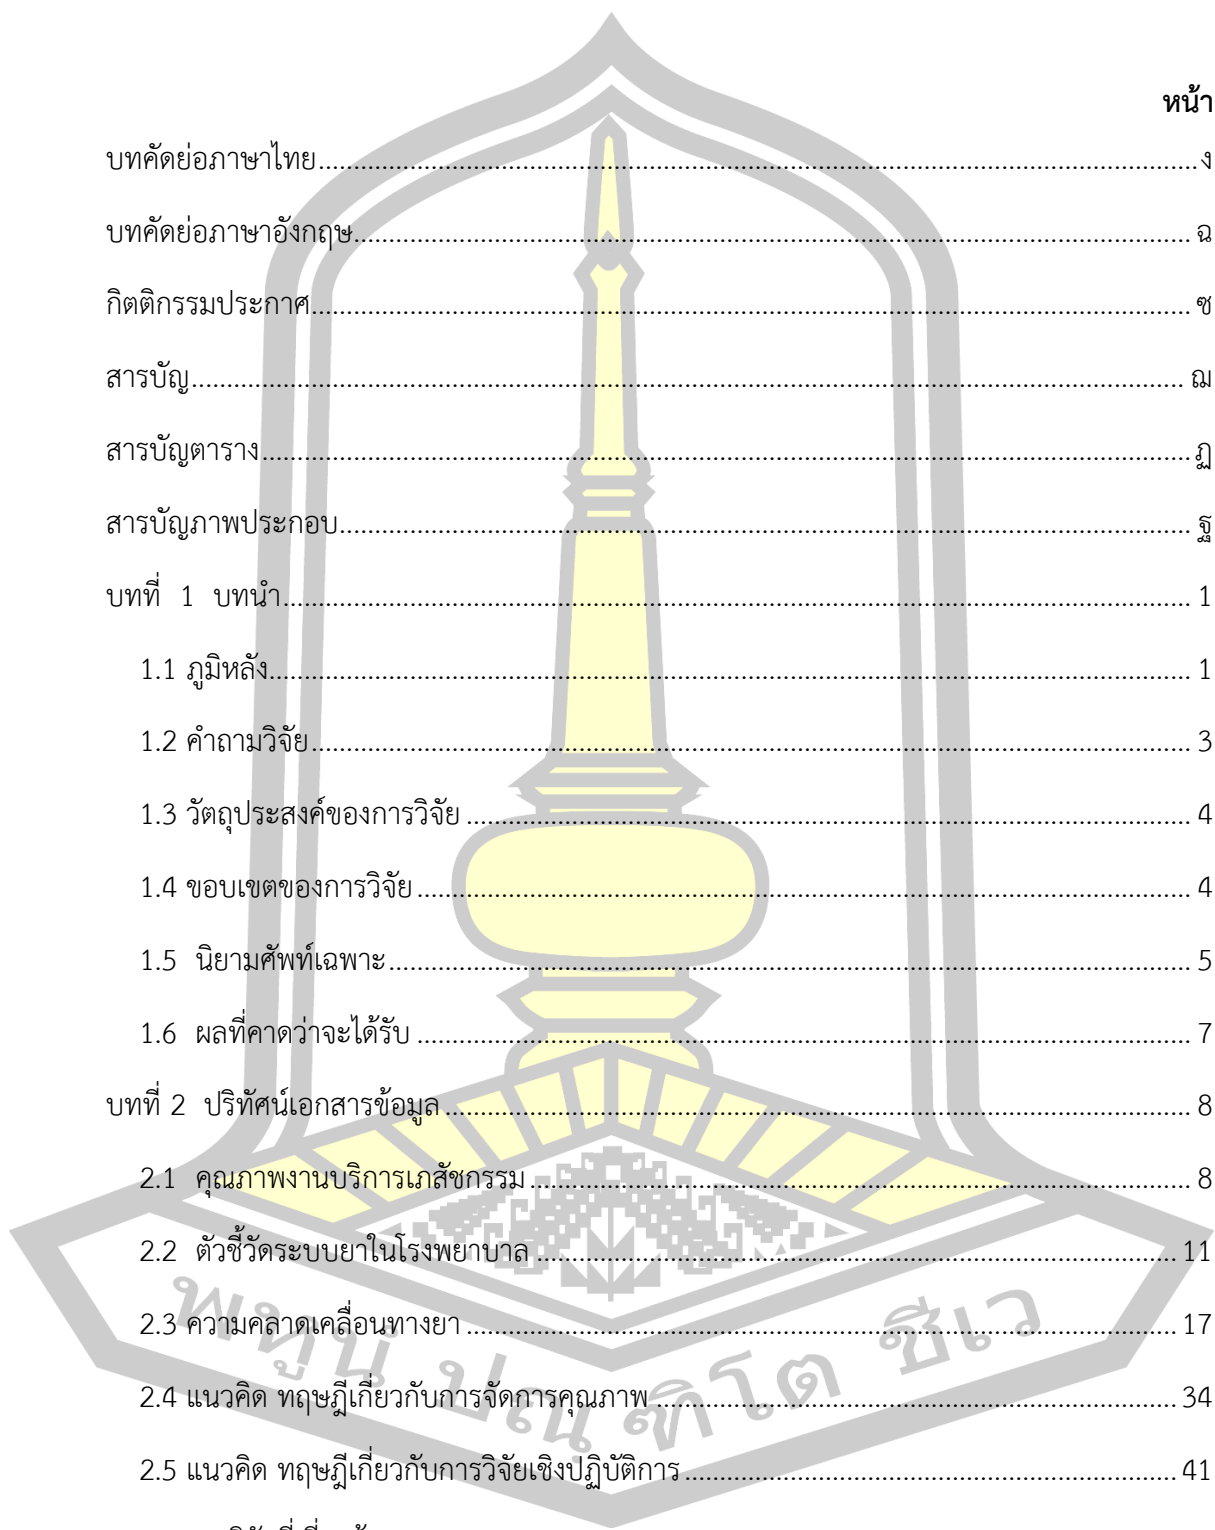 หน้า
บทคัดย่อภาษาไทย....................ง
บทคัดย่อภาษาอังกฤษ.................... ฉ
กิตติกรรมประกาศ.................... ซ
สารบัญ.................... ฌ
สารบัญตาราง....................ฏ
สารบัญภาพประกอบ.................... ฐ
บทที่ 1 บทนำ.................... 1
1.1 ภูมิหลัง.................... 1
1.2 คำถามวิจัย.................... 3
1.3 วัตถุประสงค์ของการวิจัย.................... 4
1.4 ขอบเขตของการวิจัย.................... 4
1.5 นิยามศัพท์เฉพาะ.................... 5
1.6 ผลที่คาดว่าจะได้รับ.................... 7
บทที่ 2 ปริทัศน์เอกสารข้อมูล.................... 8
2.1 คุณภาพงานบริการเภสัชกรรม.................... 8
2.2 ตัวชี้วัดระบบยาในโรงพยาบาล.................... 11
2.3 ความคลาดเคลื่อนทางยา.................... 17
2.4 แนวคิด ทฤษฎีเกี่ยวกับการจัดการคุณภาพ.................... 34
2.5 แนวคิด ทฤษฎีเกี่ยวกับการวิจัยเชิงปฏิบัติการ.................... 41
พหูนํ ปณฺฑิโต ชีเว